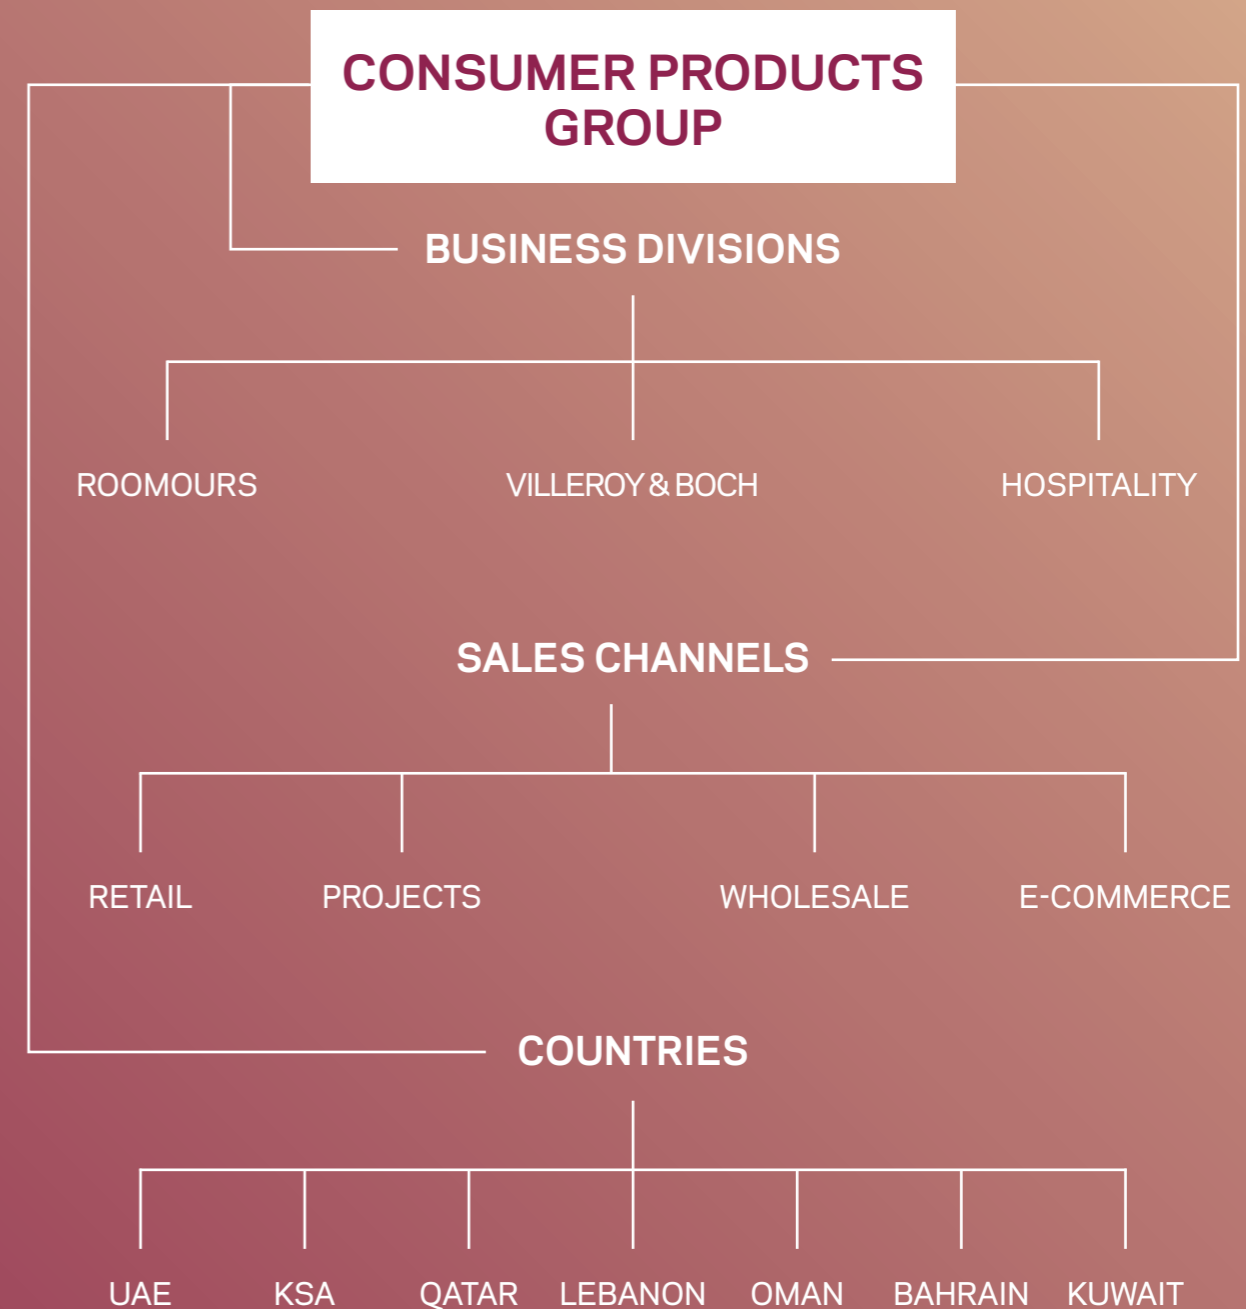 CONSUMER PRODUCTS
GROUP
BUSINESS DIVISIONS
ROOMOURS
VILLEROY & BOCH
HOSPITALITY
SALES CHANNELS
RETAIL
PROJECTS
WHOLESALE
E-COMMERCE
COUNTRIES
UAE
KSA
QATAR
LEBANON
OMAN
BAHRAIN
KUWAIT